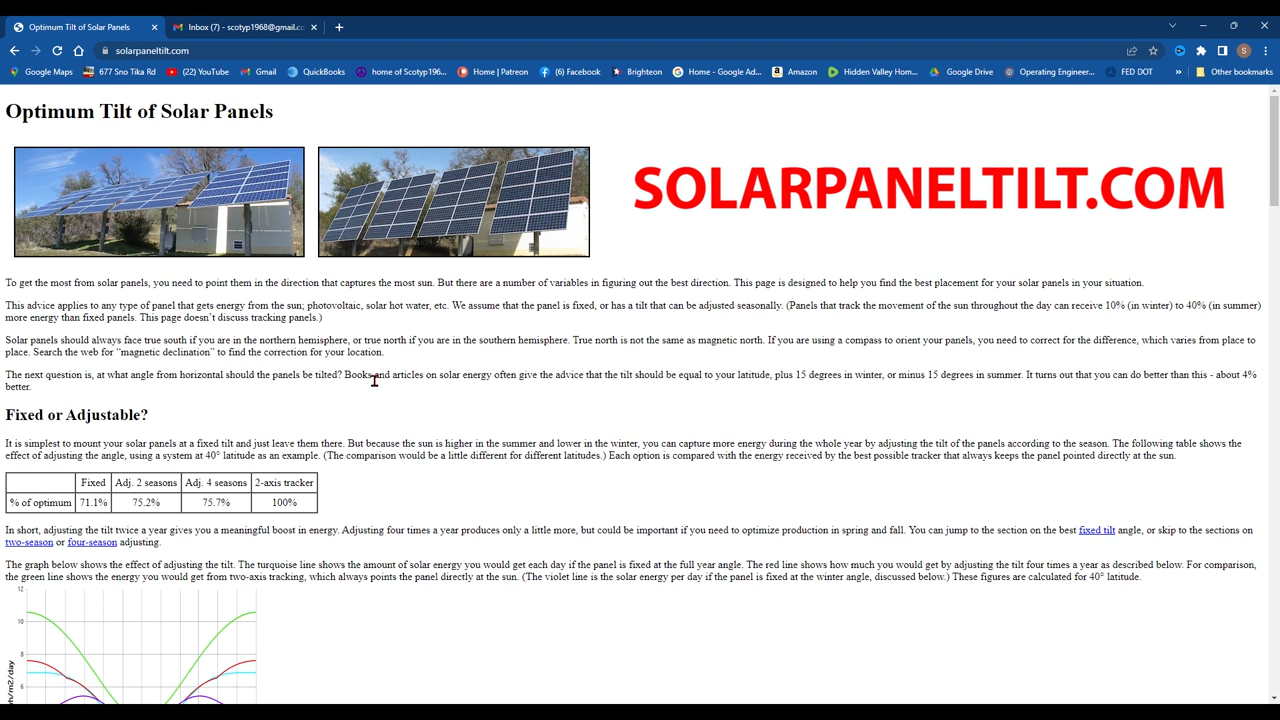 Optimum Tilt of Solar Panels
Inbox (7) - scotyp1968@gmail.co
solarpaneltilt.com
S
Google Maps
677 Sno Tika Rd
(22) YouTube
Gmail
QuickBooks
home of Scotyp196...
Home | Patreon
(6) Facebook
Brighteon
Home - Google Ad...
Amazon
Hidden Valley Hom...
Google Drive
Operating Engineer...
FED DOT
»
Other bookmarks
Optimum Tilt of Solar Panels
SOLARPANELTILT.COM
To get the most from solar panels, you need to point them in the direction that captures the most sun. But there are a number of variables in figuring out the best direction. This page is designed to help you find the best placement for your solar panels in your situation.
This advice applies to any type of panel that gets energy from the sun; photovoltaic, solar hot water, etc. We assume that the panel is fixed, or has a tilt that can be adjusted seasonally. (Panels that track the movement of the sun throughout the day can receive 10% (in winter) to 40% (in summer)
more energy than fixed panels. This page doesn't discuss tracking panels.)
Solar panels should always face true south if you are in the northern hemisphere, or true north if you are in the southern hemisphere. True north is not the same as magnetic north. If you are using a compass to orient your panels, you need to correct for the difference, which varies from place to
place. Search the web for “magnetic declination” to find the correction for your location.
The next question is, at what angle from horizontal should the panels be tilted? Books and articles on solar energy often give the advice that the tilt should be equal to your latitude, plus 15 degrees in winter, or minus 15 degrees in summer. It turns out that you can do better than this - about 4%
better.
Fixed or Adjustable?
It is simplest to mount your solar panels at a fixed tilt and just leave them there. But because the sun is higher in the summer and lower in the winter, you can capture more energy during the whole year by adjusting the tilt of the panels according to the season. The following table shows the
effect of adjusting the angle, using a system at 40° latitude as an example. (The comparison would be a little different for different latitudes.) Each option is compared with the energy received by the best possible tracker that always keeps the panel pointed directly at the sun.
Fixed Adj. 2 seasons Adj. 4 seasons 2-axis tracker
% of optimum 71.1% 75.2% 75.7% 100%
In short, adjusting the tilt twice a year gives you a meaningful boost in energy. Adjusting four times a year produces only a little more, but could be important if you need to optimize production in spring and fall. You can jump to the section on the best fixed tilt angle, or skip to the sections on
two-season or four-season adjusting.
The graph below shows the effect of adjusting the tilt. The turquoise line shows the amount of solar energy you would get each day if the panel is fixed at the full year angle. The red line shows how much you would get by adjusting the tilt four times a year as described below. For comparison,
the green line shows the energy you would get from two-axis tracking, which always points the panel directly at the sun. (The violet line is the solar energy per day if the panel is fixed at the winter angle, discussed below.) These figures are calculated for 40° latitude.
12
10
8
6
h/m2/day